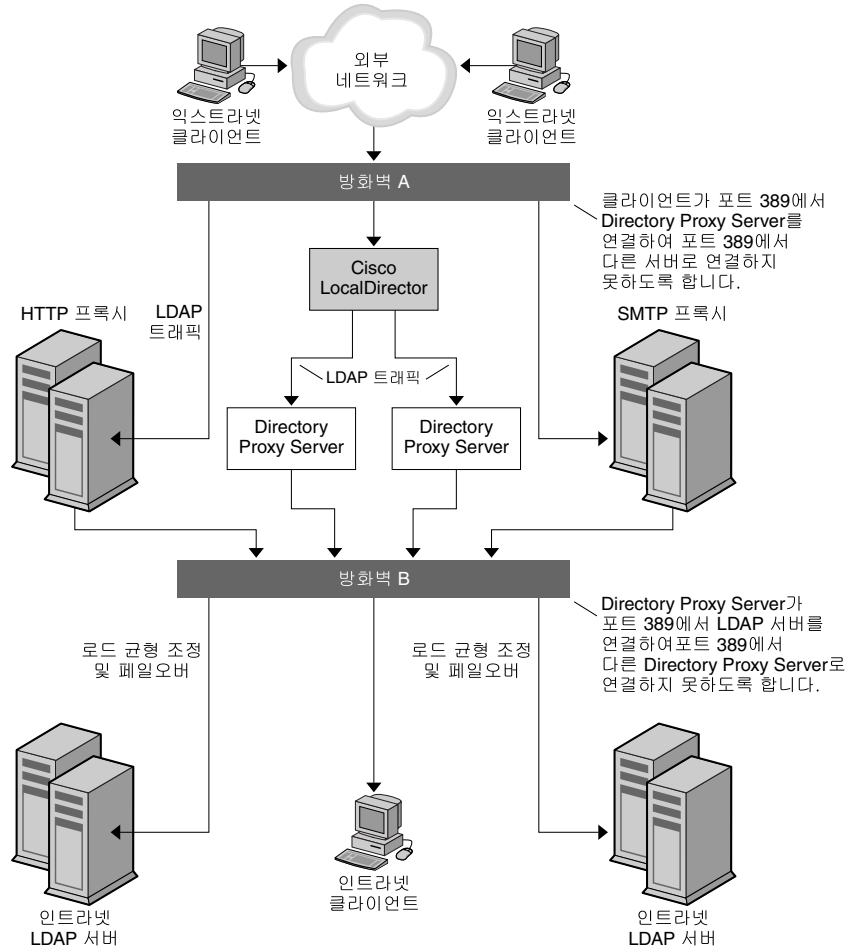 외부
네트워크
익스트라넷
클라이언트
익스트라넷
클라이언트
방화벽 A
클라이언트가 포트 389에서
Directory Proxy Server를
연결하여 포트 389에서
다른 서버로 연결하지
못하도록 합니다.
Cisco
LocalDirector
HTTP 프록시
LDAP
트래픽
SMTP 프록시
LDAP 트래픽
Directory
Proxy Server
Directory
Proxy Server
방화벽 B
Directory Proxy Server가
포트 389에서 LDAP 서버를
연결하여포트 389에서
다른 Directory Proxy Server로
연결하지 못하도록 합니다.
로드 균형 조정
및 페일오버
로드 균형 조정
및 페일오버
인트라넷
클라이언트
인트라넷
LDAP 서버
인트라넷
LDAP 서버